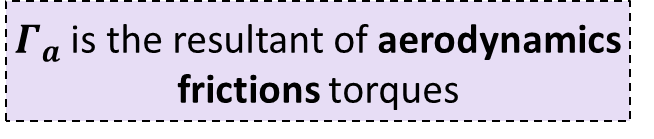 Γₐ is the resultant of aerodynamics
frictions torques